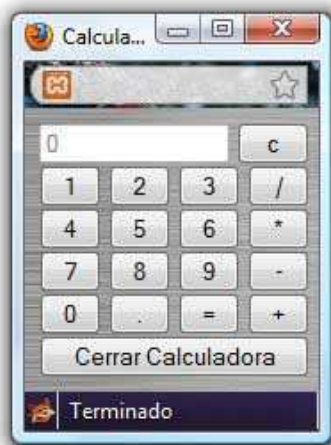 Calcula...
0 c
1 2 3 /
4 5 6 *
7 8 9 -
0 . = +
Cerrar Calculadora
Terminado